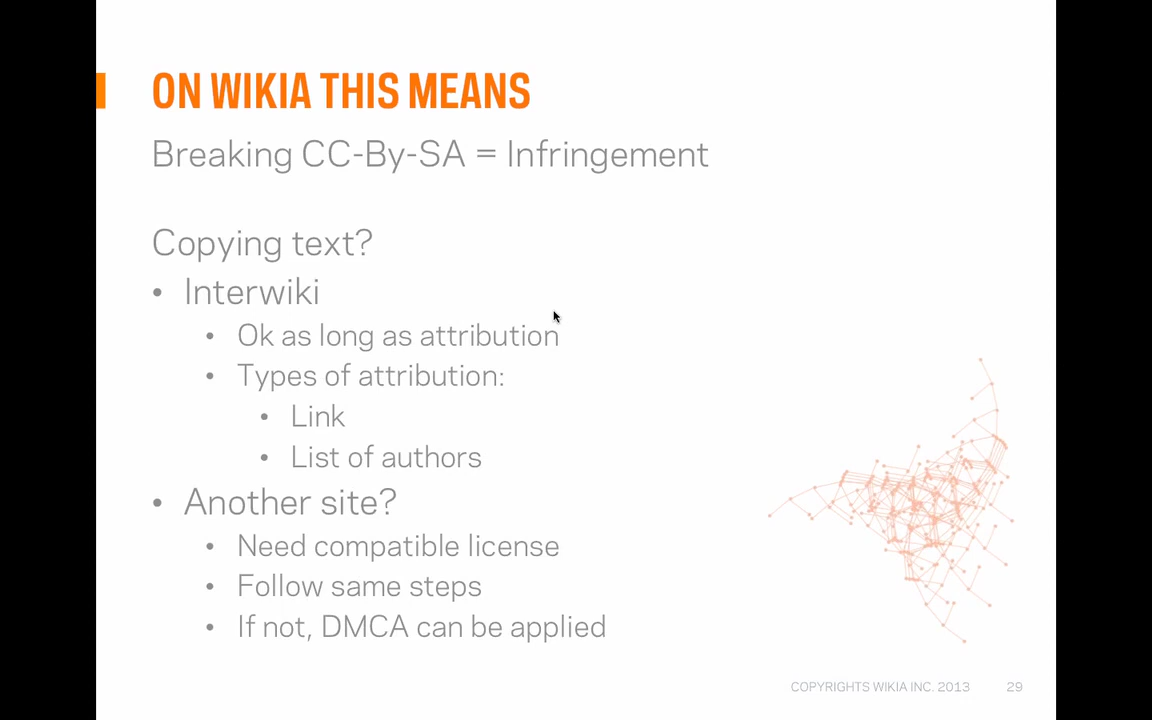 ON WIKIA THIS MEANS
Breaking CC-By-SA = Infringement
Copying text?
• Interwiki
• Ok as long as attribution
• Types of attribution:
• Link
• List of authors
• Another site?
• Need compatible license
• Follow same steps
• If not, DMCA can be applied
COPYRIGHTS WIKIA INC. 2013 29